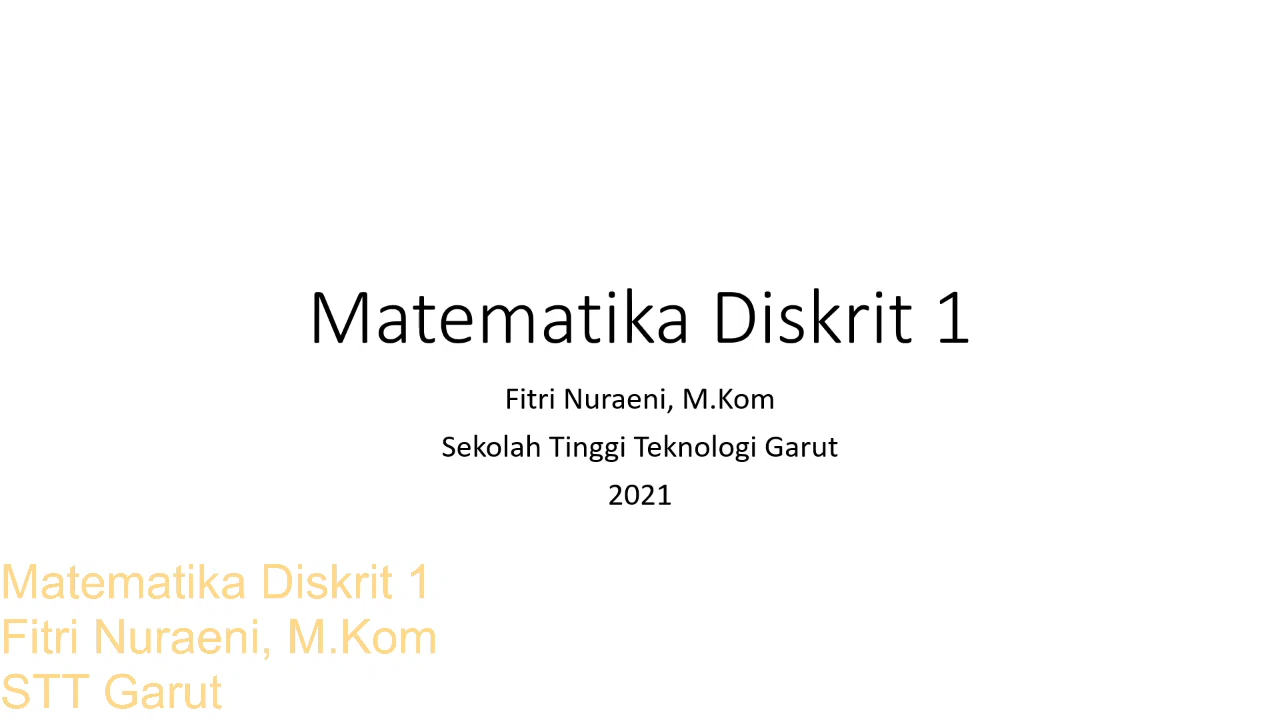 Matematika Diskrit 1
Fitri Nuraeni, M.Kom
Sekolah Tinggi Teknologi Garut
2021
Matematika Diskrit 1
Fitri Nuraeni, M.Kom
STT Garut